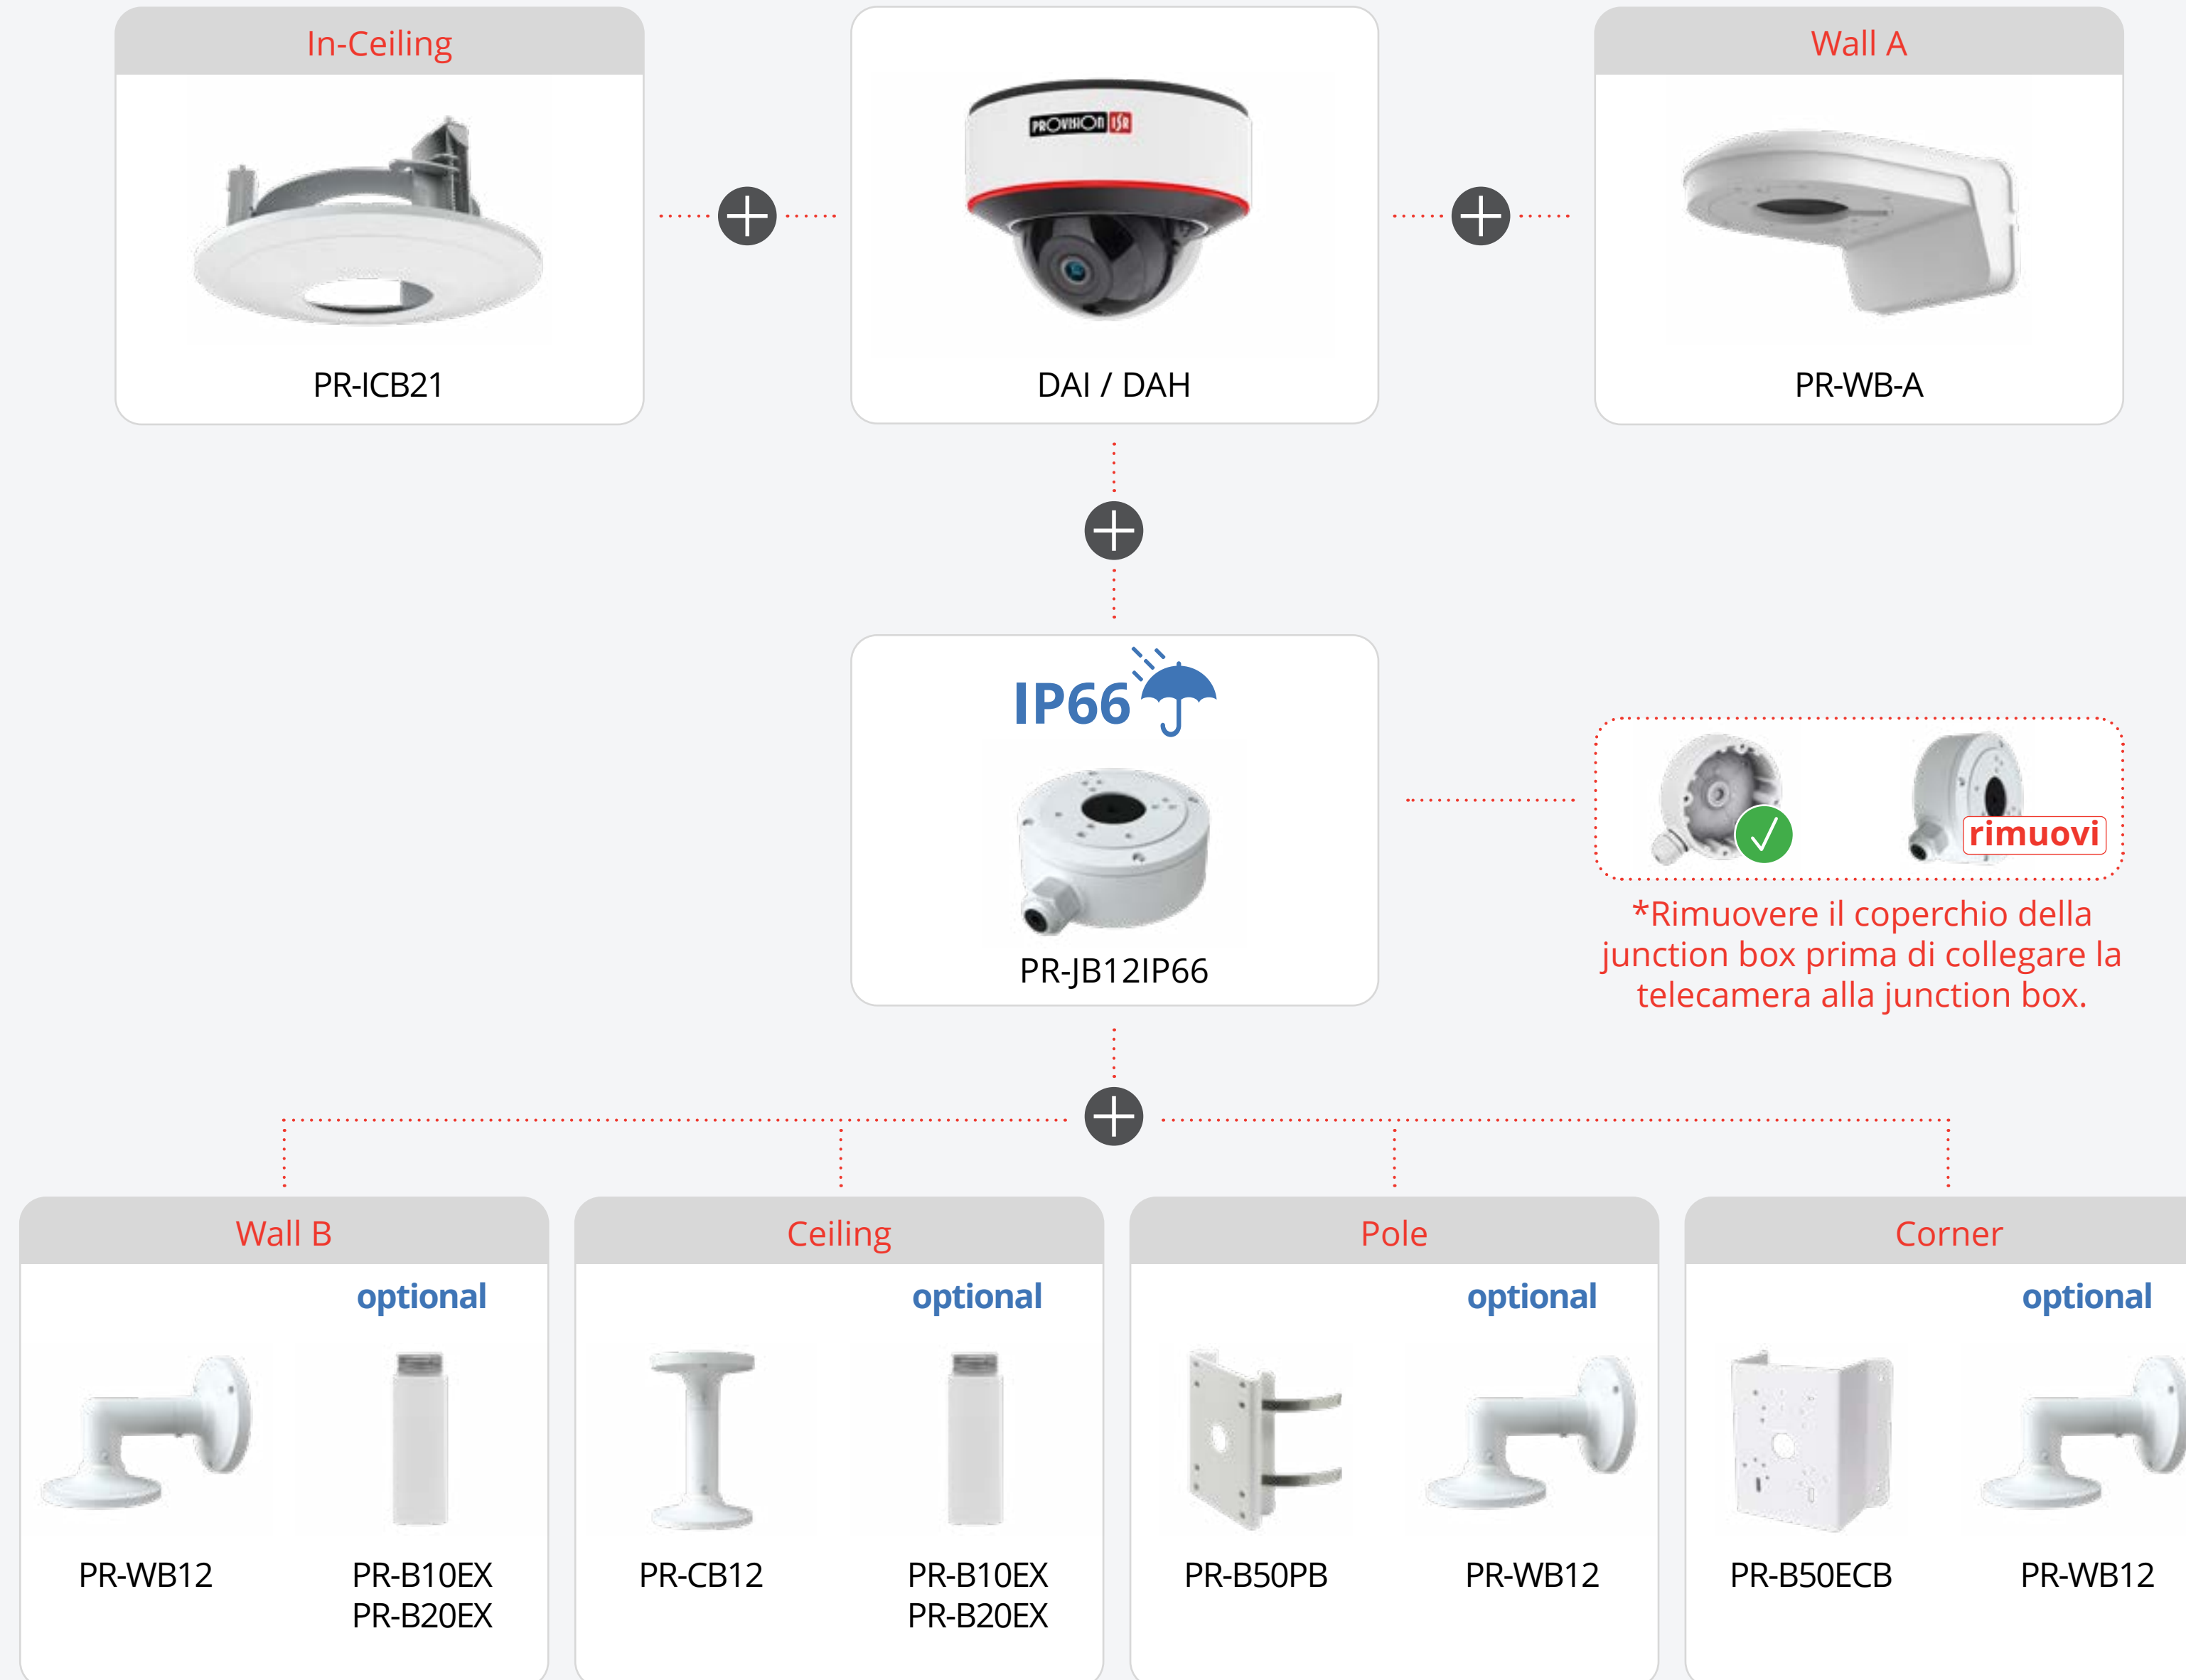 In-Ceiling
PR-ICB21
PROVISION ISR
DAI / DAH
Wall A
PR-WB-A
IP66
PR-JB12IP66
rimuovi
*Rimuovere il coperchio della
junction box prima di collegare la
telecamera alla junction box.
Wall B
optional
PR-WB12
PR-B10EX
PR-B20EX
Ceiling
optional
PR-CB12
PR-B10EX
PR-B20EX
Pole
optional
PR-B50PB
PR-WB12
Corner
optional
PR-B50ECB
PR-WB12